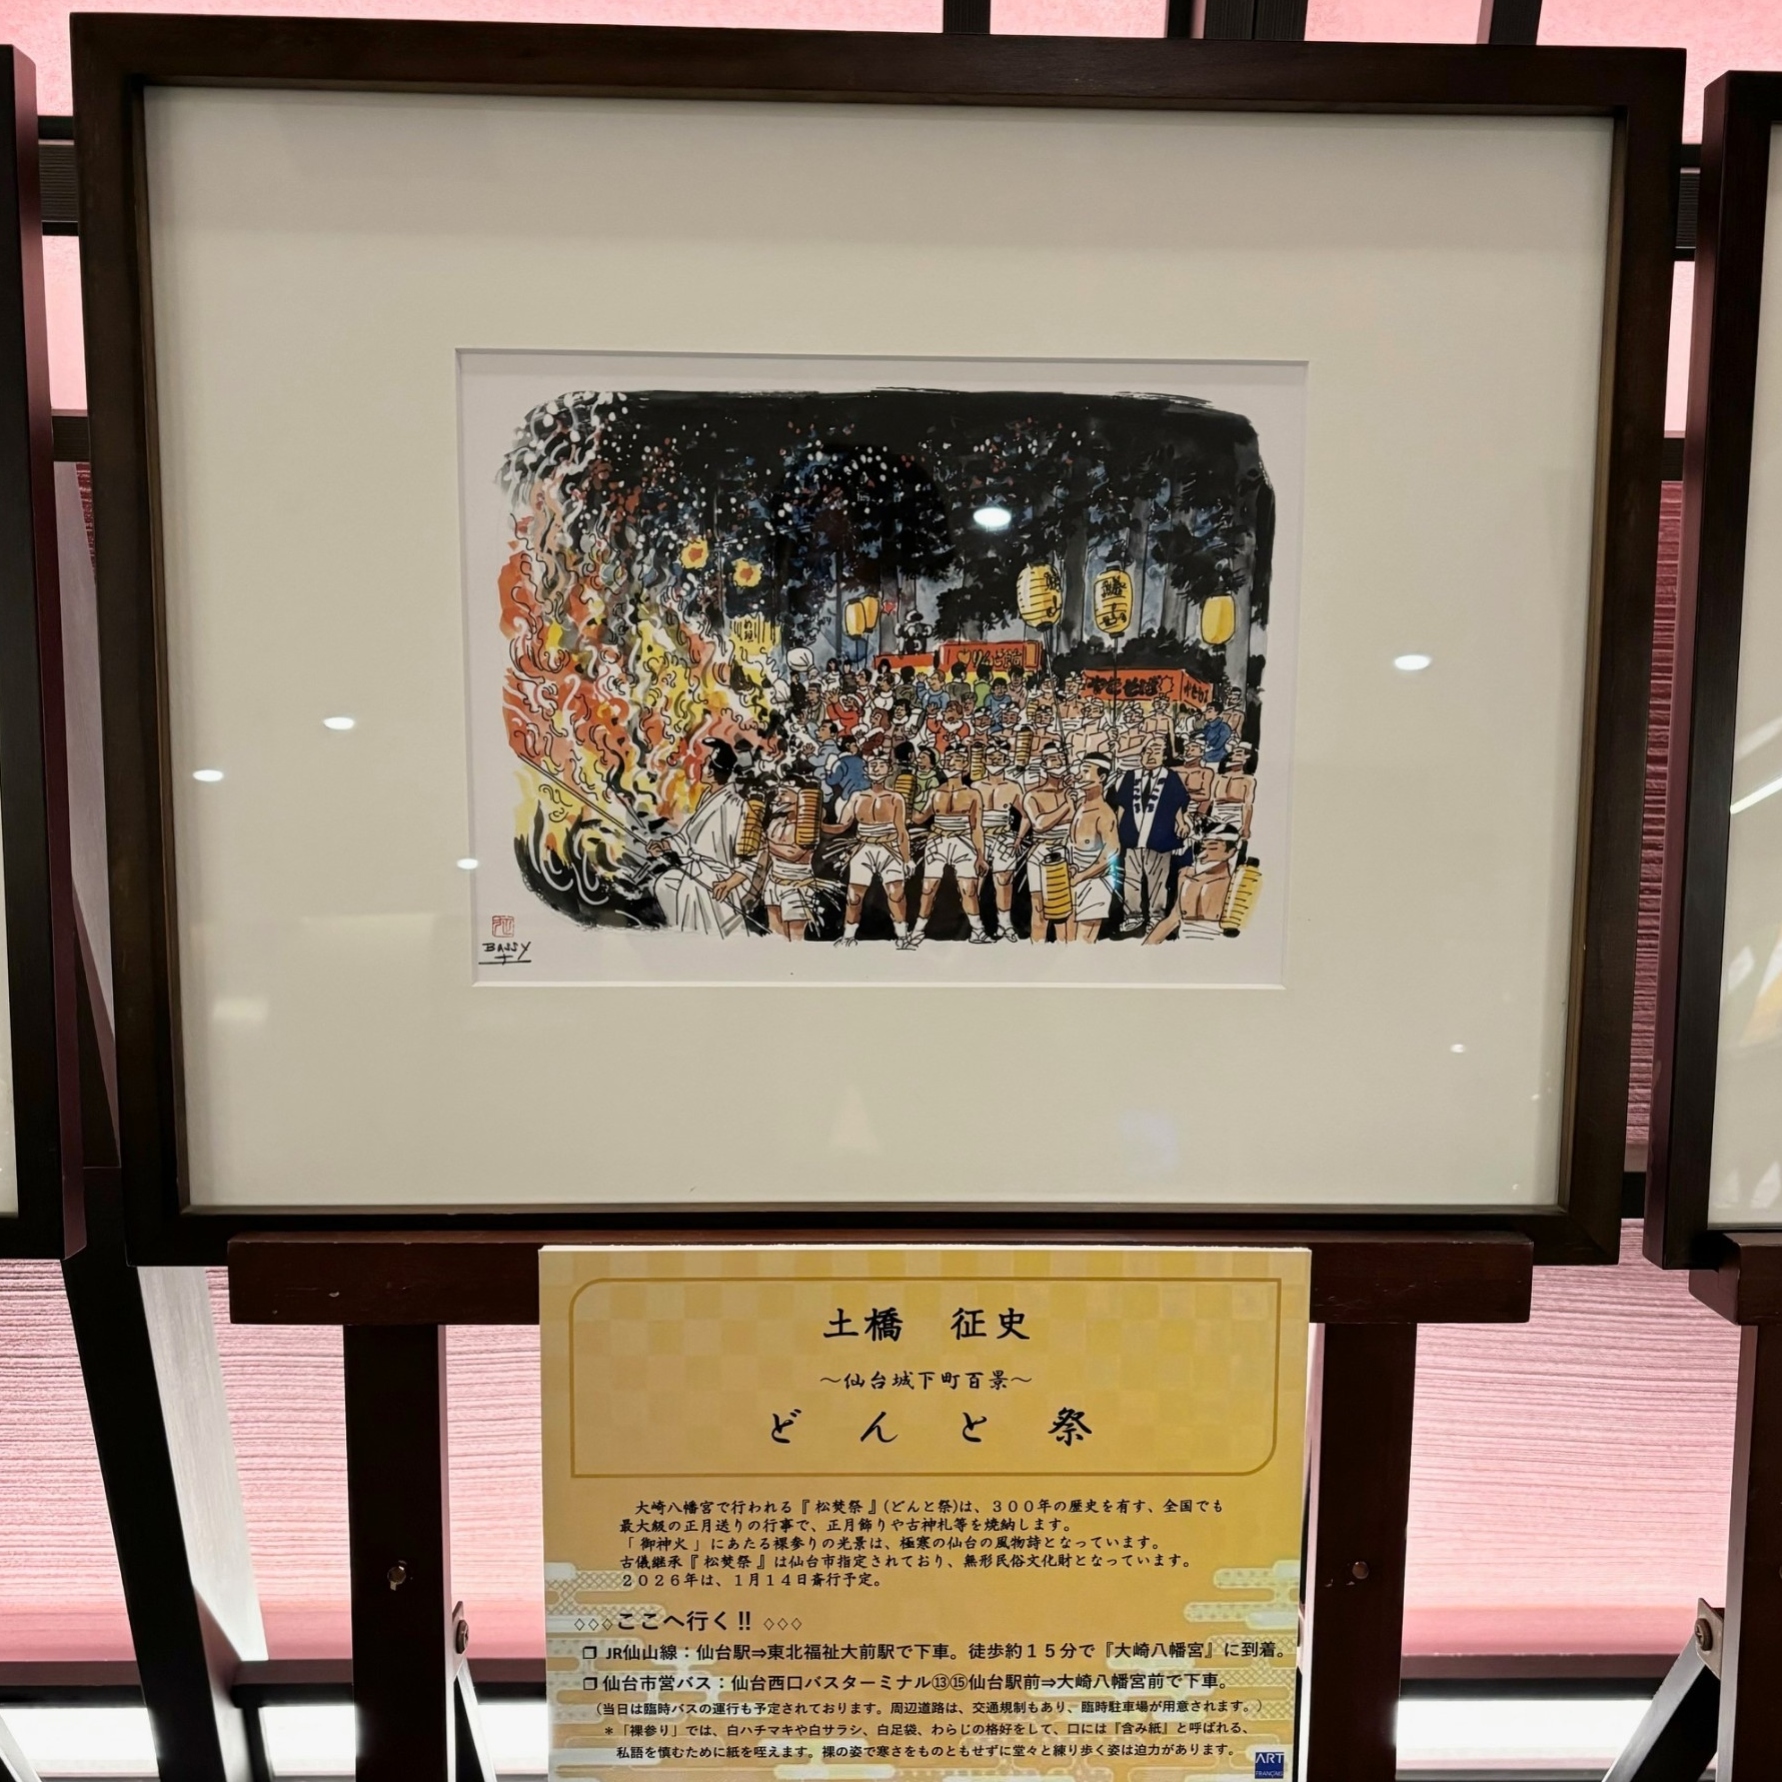 りんご飴
やきそば
BASSY
土橋 征史
～仙台城下町百景～
どんと祭
大崎八幡宮で行われる『 松焚祭 』(どんと祭)は、３００年の歴史を有す、全国でも
最大級の正月送りの行事で、正月飾りや古神札等を焼納します。
「 御神火 」にあたる裸参りの光景は、極寒の仙台の風物詩となっています。
古儀継承『 松焚祭 』は仙台市指定されており、無形民俗文化財となっています。
２０２６年は、１月１４日斎行予定。
◇◇◇ここへ行く‼ ◇◇◇
❒ JR仙山線：仙台駅⇒東北福祉大前駅で下車。徒歩約１５分で『大崎八幡宮』に到着。
❒ 仙台市営バス：仙台西口バスターミナル⑬⑮仙台駅前⇒大崎八幡宮前で下車。
（当日は臨時バスの運行も予定されております。周辺道路は、交通規制もあり、臨時駐車場が用意されます。）
＊「裸参り」では、白ハチマキや白サラシ、白足袋、わらじの格好をして、口には『含み紙』と呼ばれる、
私語を慎むために紙を咥えます。裸の姿で寒さをものともせずに堂々と練り歩く姿は迫力があります。
ART
FRANÇAIS